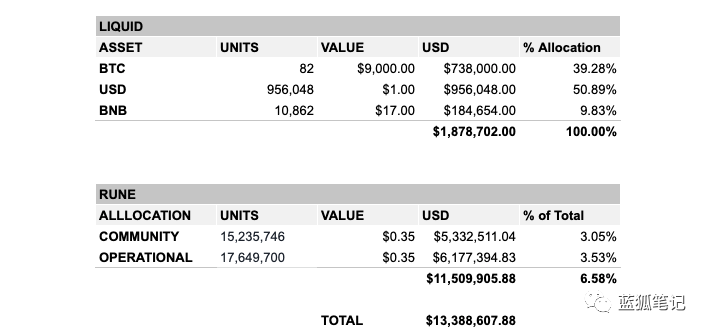 LIQUID
ASSET UNITS VALUE USD % Allocation
BTC 82 $9,000.00 $738,000.00 39.28%
USD 956,048 $1.00 $956,048.00 50.89%
BNB 10,862 $17.00 $184,654.00 9.83%
$1,878,702.00 100.00%
RUNE
ALLLOCATION UNITS VALUE USD % of Total
COMMUNITY 15,235,746 $0.35 $5,332,511.04 3.05%
OPERATIONAL 17,649,700 $0.35 $6,177,394.83 3.53%
$11,509,905.88 6.58%
蓝狐笔记
TOTAL $13,388,607.88